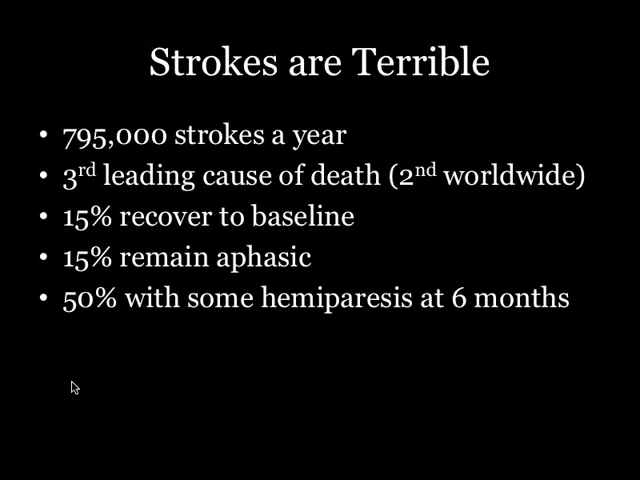 Strokes are Terrible
• 795,000 strokes a year
• 3rd leading cause of death (2nd worldwide)
• 15% recover to baseline
• 15% remain aphasic
• 50% with some hemiparesis at 6 months